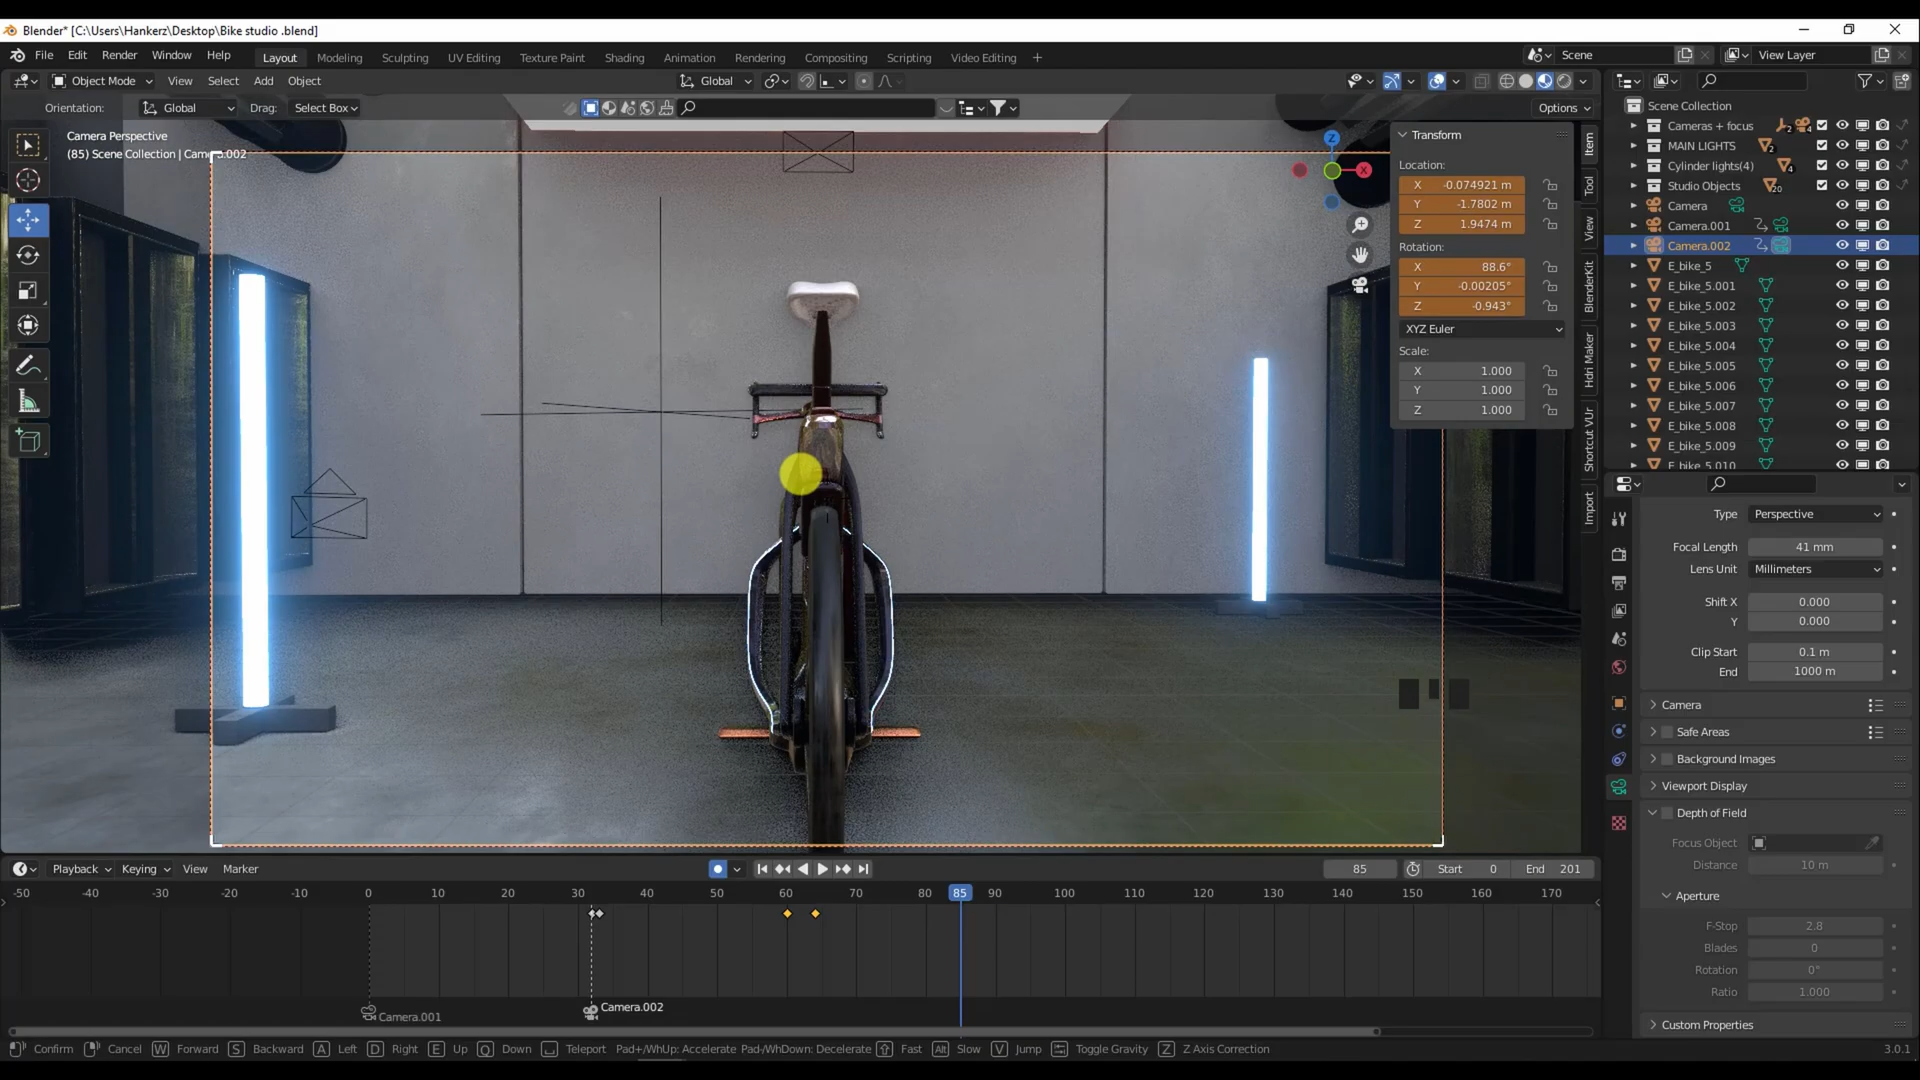 Blender* [C:\Users\Hankerz\Desktop\Bike studio .blend]
File Edit Render Window Help Layout Modeling Sculpting UV Editing Texture Paint Shading Animation Rendering Compositing Scripting Video Editing + Scene View Layer
Object Mode View Select Add Object Global
Orientation: Global Drag: Select Box Options
Camera Perspective
(85) Scene Collection | Camera.002
Z
X
Transform
Location:
X -0.074921 m
Y -1.7802 m
Z 1.9474 m
Rotation:
X 88.6°
Y -0.00205°
Z -0.943°
XYZ Euler
Scale:
X 1.000
Y 1.000
Z 1.000
Item
Tool
View
BlenderKit
Hdri Maker
Shortcut VUr
Import
Scene Collection
Cameras + focus 2 4
MAIN LIGHTS 2
Cylinder lights(4) 4
Studio Objects 20
Camera
Camera.001
Camera.002
E_bike_5
E_bike_5.001
E_bike_5.002
E_bike_5.003
E_bike_5.004
E_bike_5.005
E_bike_5.006
E_bike_5.007
E_bike_5.008
E_bike_5.009
E_bike_5.010
Type Perspective
Focal Length 41 mm
Lens Unit Millimeters
Shift X 0.000
Y 0.000
Clip Start 0.1 m
End 1000 m
Camera
Safe Areas
Background Images
Viewport Display
Depth of Field
Focus Object
Distance 10 m
Aperture
F-Stop 2.8
Blades 0
Rotation 0°
Ratio 1.000
Custom Properties
Playback Keying View Marker 85 Start 0 End 201
-50 -40 -30 -20 -10 0 10 20 30 40 50 60 70 80 85 90 100 110 120 130 140 150 160 170
Camera.001
Camera.002
Confirm Cancel W Forward S Backward A Left D Right E Up Q Down Teleport Pad+/WhUp: Accelerate Pad-/WhDown: Decelerate Fast Alt Slow V Jump Toggle Gravity Z Z Axis Correction 3.0.1